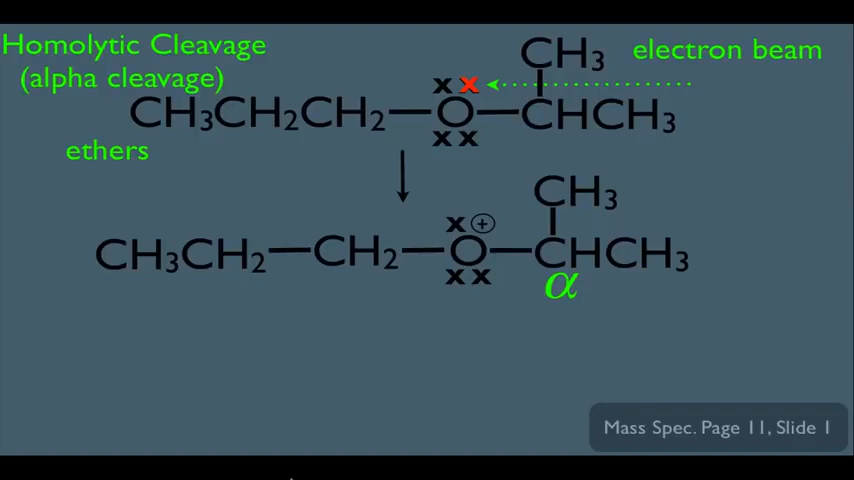 Homolytic Cleavage
(alpha cleavage)
electron beam
CH3
x x
CH3CH2CH2—O—CHCH3
x x
ethers
CH3
x ⊕
CH3CH2—CH2—O—CHCH3
x x
α
Mass Spec. Page 11, Slide 1